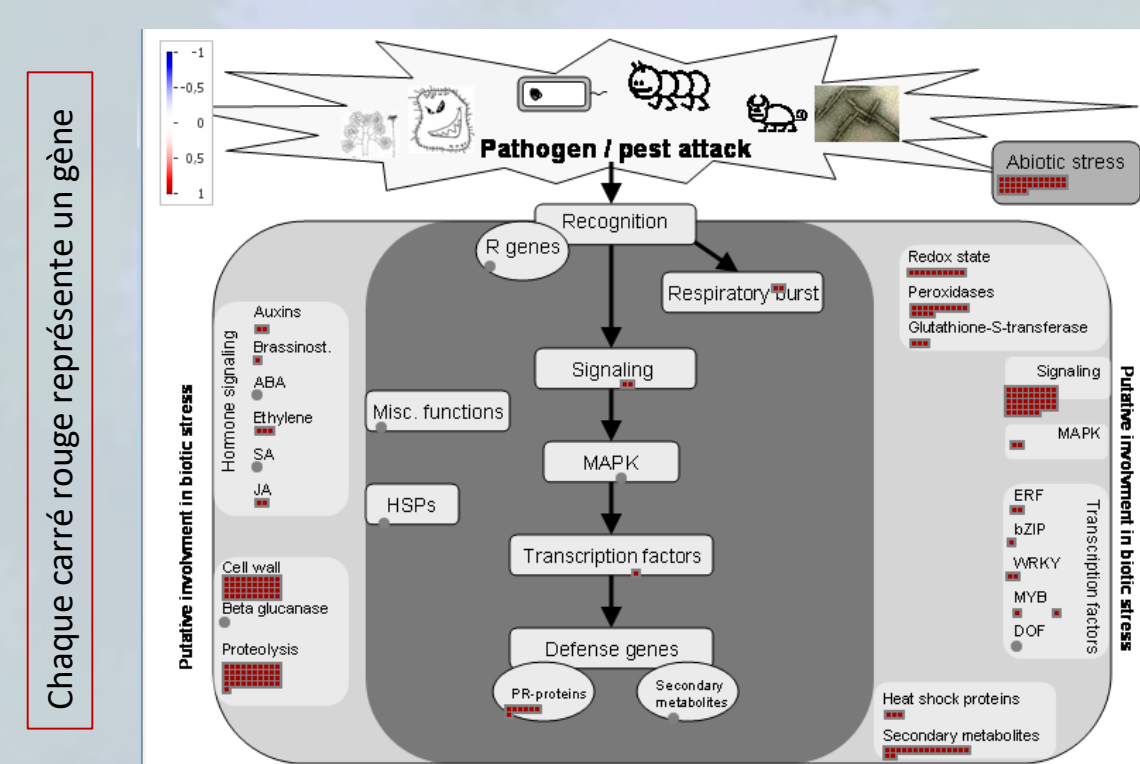 Chaque carré rouge représente un gène
-1
-0,5
0
0,5
1
Pathogen / pest attack
Abiotic stress
Recognition
R genes
Respiratory burst
Redox state
Peroxidases
Glutathione-S-transferase
Hormone signaling
Auxins
Brassinost.
ABA
Ethylene
SA
JA
Signaling
Misc. functions
MAPK
HSPs
Transcription factors
Defense genes
PR-proteins
Secondary
metabolites
Putative involvment in biotic stress
Cell wall
Beta glucanase
Proteolysis
Signaling
MAPK
ERF
bZIP
WRKY
MYB
DOF
Transcription factors
Putative involvment in biotic stress
Heat shock proteins
Secondary metabolites